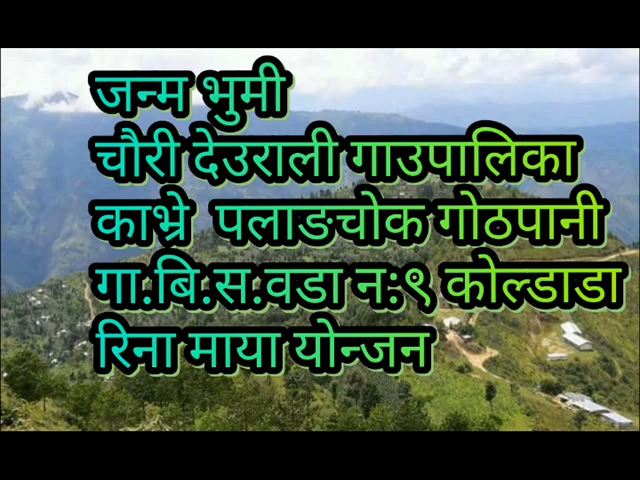 जन्म भुमी
चौरी देउराली गाउपालिका
काभ्रे पलाङचोक गोठपानी
गा.बि.स.वडा न:९ कोल्डाडा
रिना माया योन्जन